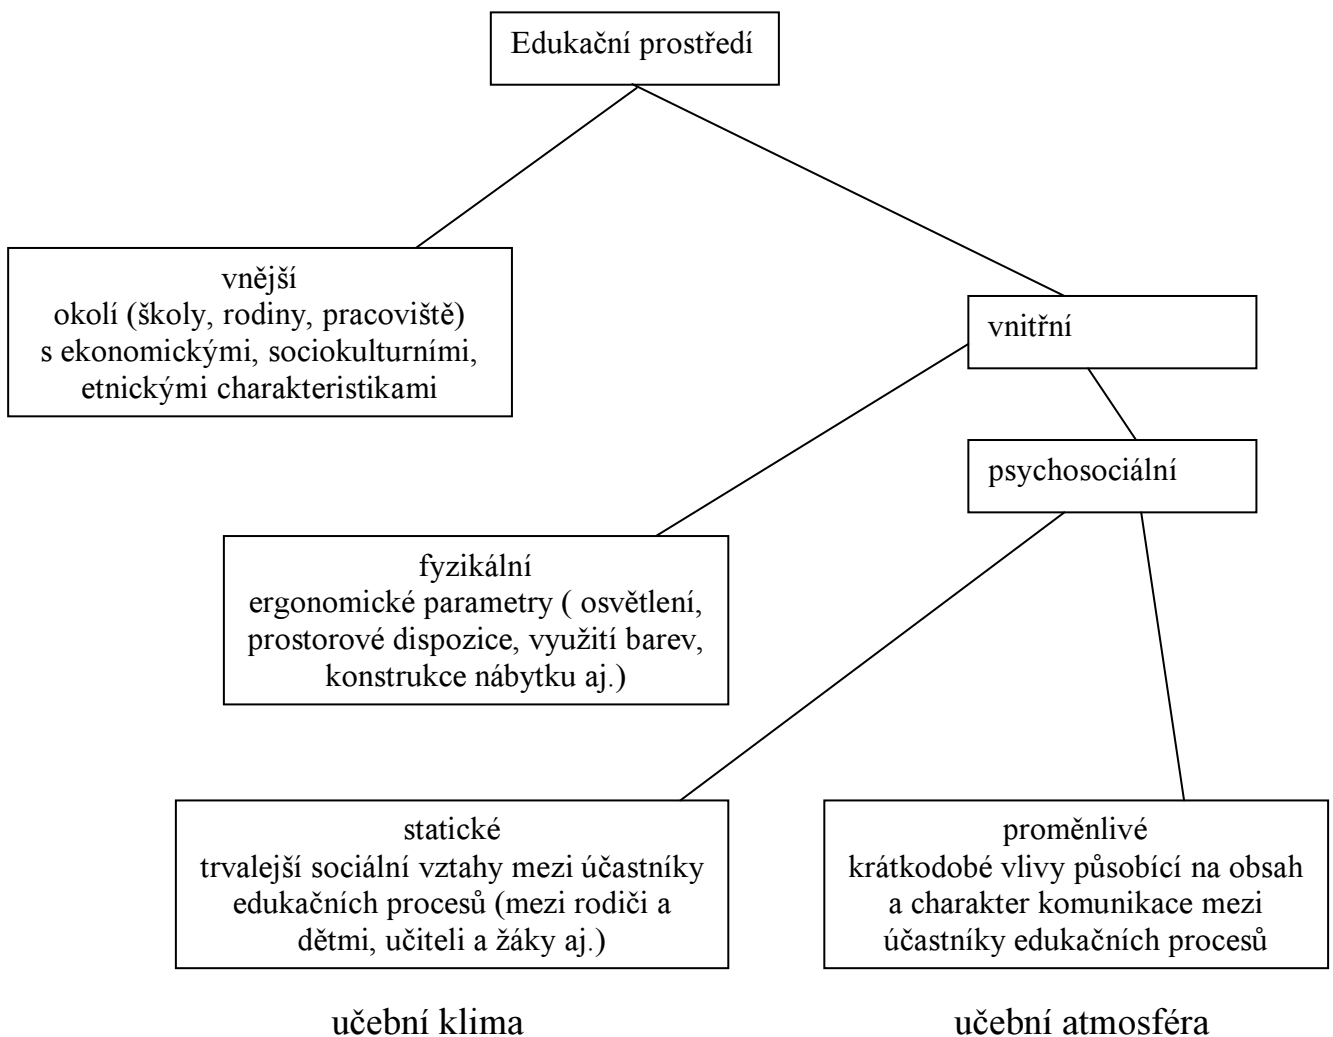 Edukační prostředí
vnější
okolí (školy, rodiny, pracoviště)
s ekonomickými, sociokulturními,
etnickými charakteristikami
vnitřní
psychosociální
fyzikální
ergonomické parametry ( osvětlení,
prostorové dispozice, využití barev,
konstrukce nábytku aj.)
statické
trvalejší sociální vztahy mezi účastníky
edukačních procesů (mezi rodiči a
dětmi, učiteli a žáky aj.)
proměnlivé
krátkodobé vlivy působící na obsah
a charakter komunikace mezi
účastníky edukačních procesů
učební klima
učební atmosféra